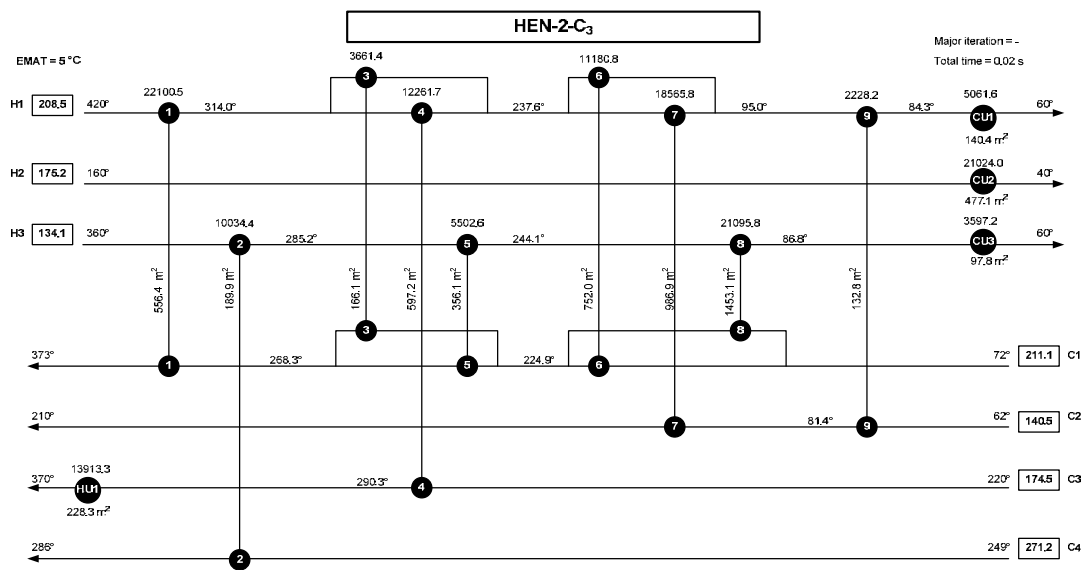 HEN-2-C3
Major iteration = -
EMAT = 5 °C
Total time = 0.02 s
3661.4
11180.8
22100.5
12261.7
18565.8
2228.2
5061.6
3
6
H1 208.5 420° 1 314.0° 4 237.6° 7 95.0° 9 84.3° CU1 60°
140.4 m²
21024.0
H2 175.2 160° CU2 40°
477.1 m²
10034.4
5502.6
21095.8
3597.2
H3 134.1 360° 2 285.2° 5 244.1° 8 86.8° CU3 60°
97.8 m²
556.4 m²
189.9 m²
166.1 m²
597.2 m²
356.1 m²
752.0 m²
986.9 m²
1453.1 m²
132.8 m²
3
8
373° 1 268.3° 5 224.9° 6 72° 211.1 C1
210° 7 81.4° 9 62° 140.5 C2
13913.3
370° HU1 290.3° 4 220° 174.5 C3
228.3 m²
286° 2 249° 271.2 C4